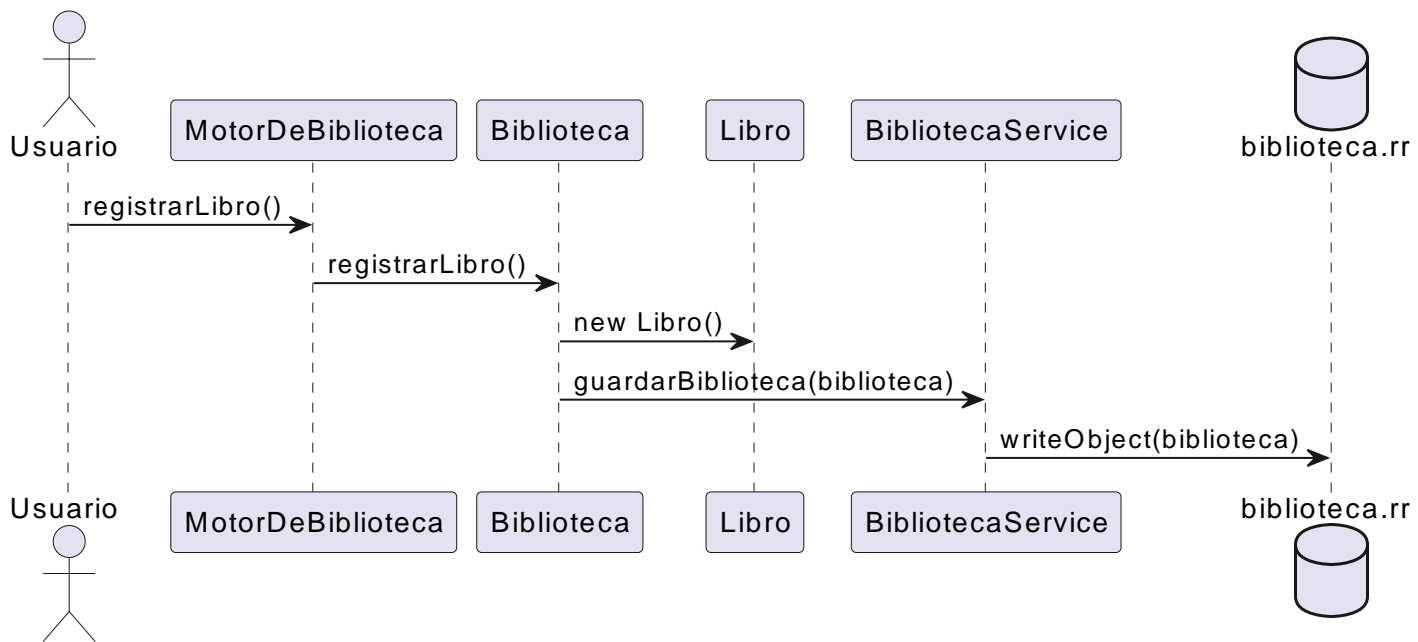 Usuario
MotorDeBiblioteca
Biblioteca
Libro
BibliotecaService
biblioteca.rr
registrarLibro()
registrarLibro()
new Libro()
guardarBiblioteca(biblioteca)
writeObject(biblioteca)
Usuario
MotorDeBiblioteca
Biblioteca
Libro
BibliotecaService
biblioteca.rr